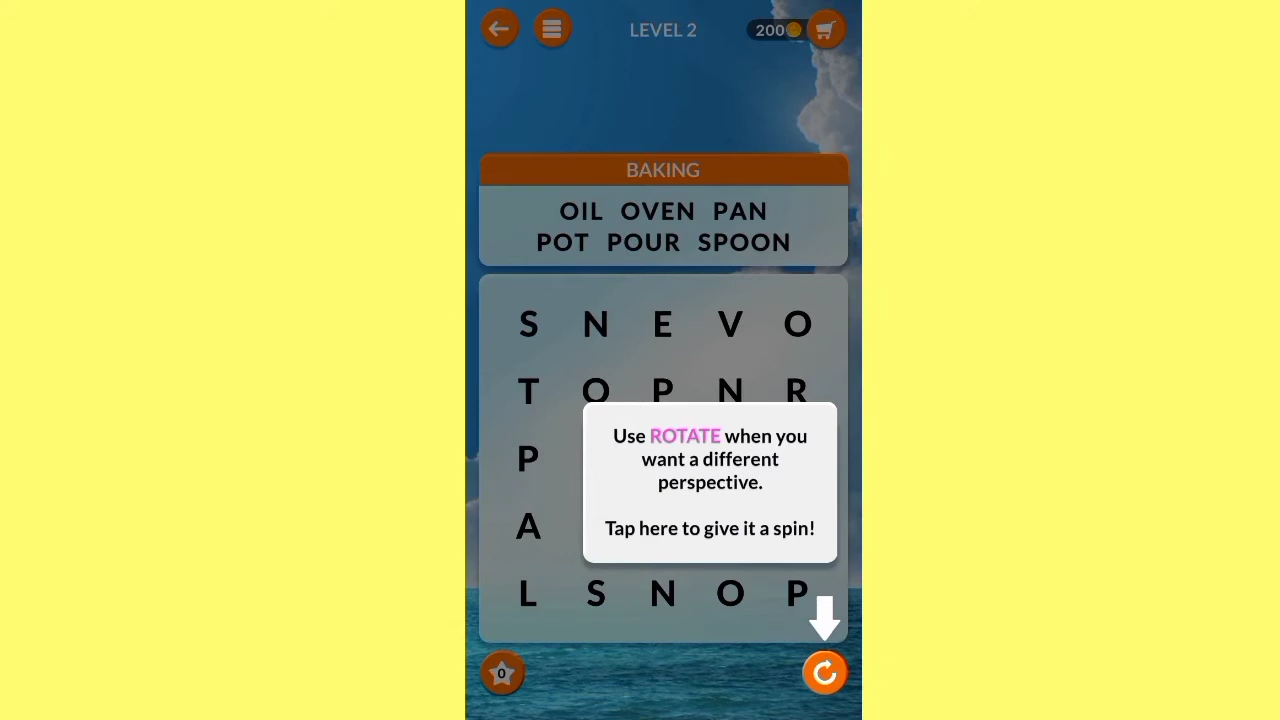 LEVEL 2
200
BAKING
OIL OVEN PAN
POT POUR SPOON
S N E V O
T O P N R
P
A
L S N O P
Use ROTATE when you
want a different
perspective.
Tap here to give it a spin!
0